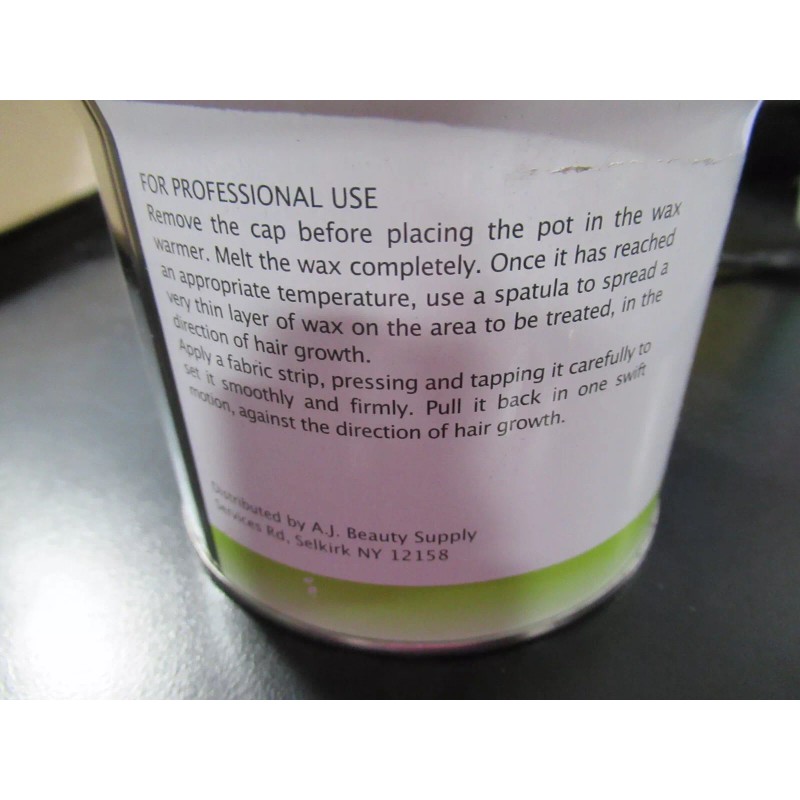 FOR PROFESSIONAL USE
Remove the cap before placing the pot in the wax
warmer. Melt the wax completely. Once it has reached
an appropriate temperature, use a spatula to spread a
very thin layer of wax on the area to be treated, in the
direction of hair growth.
Apply a fabric strip, pressing and tapping it carefully to
set it smoothly and firmly. Pull it back in one swift
motion, against the direction of hair growth.
Distributed by A.J. Beauty Supply
Services Rd, Selkirk NY 12158